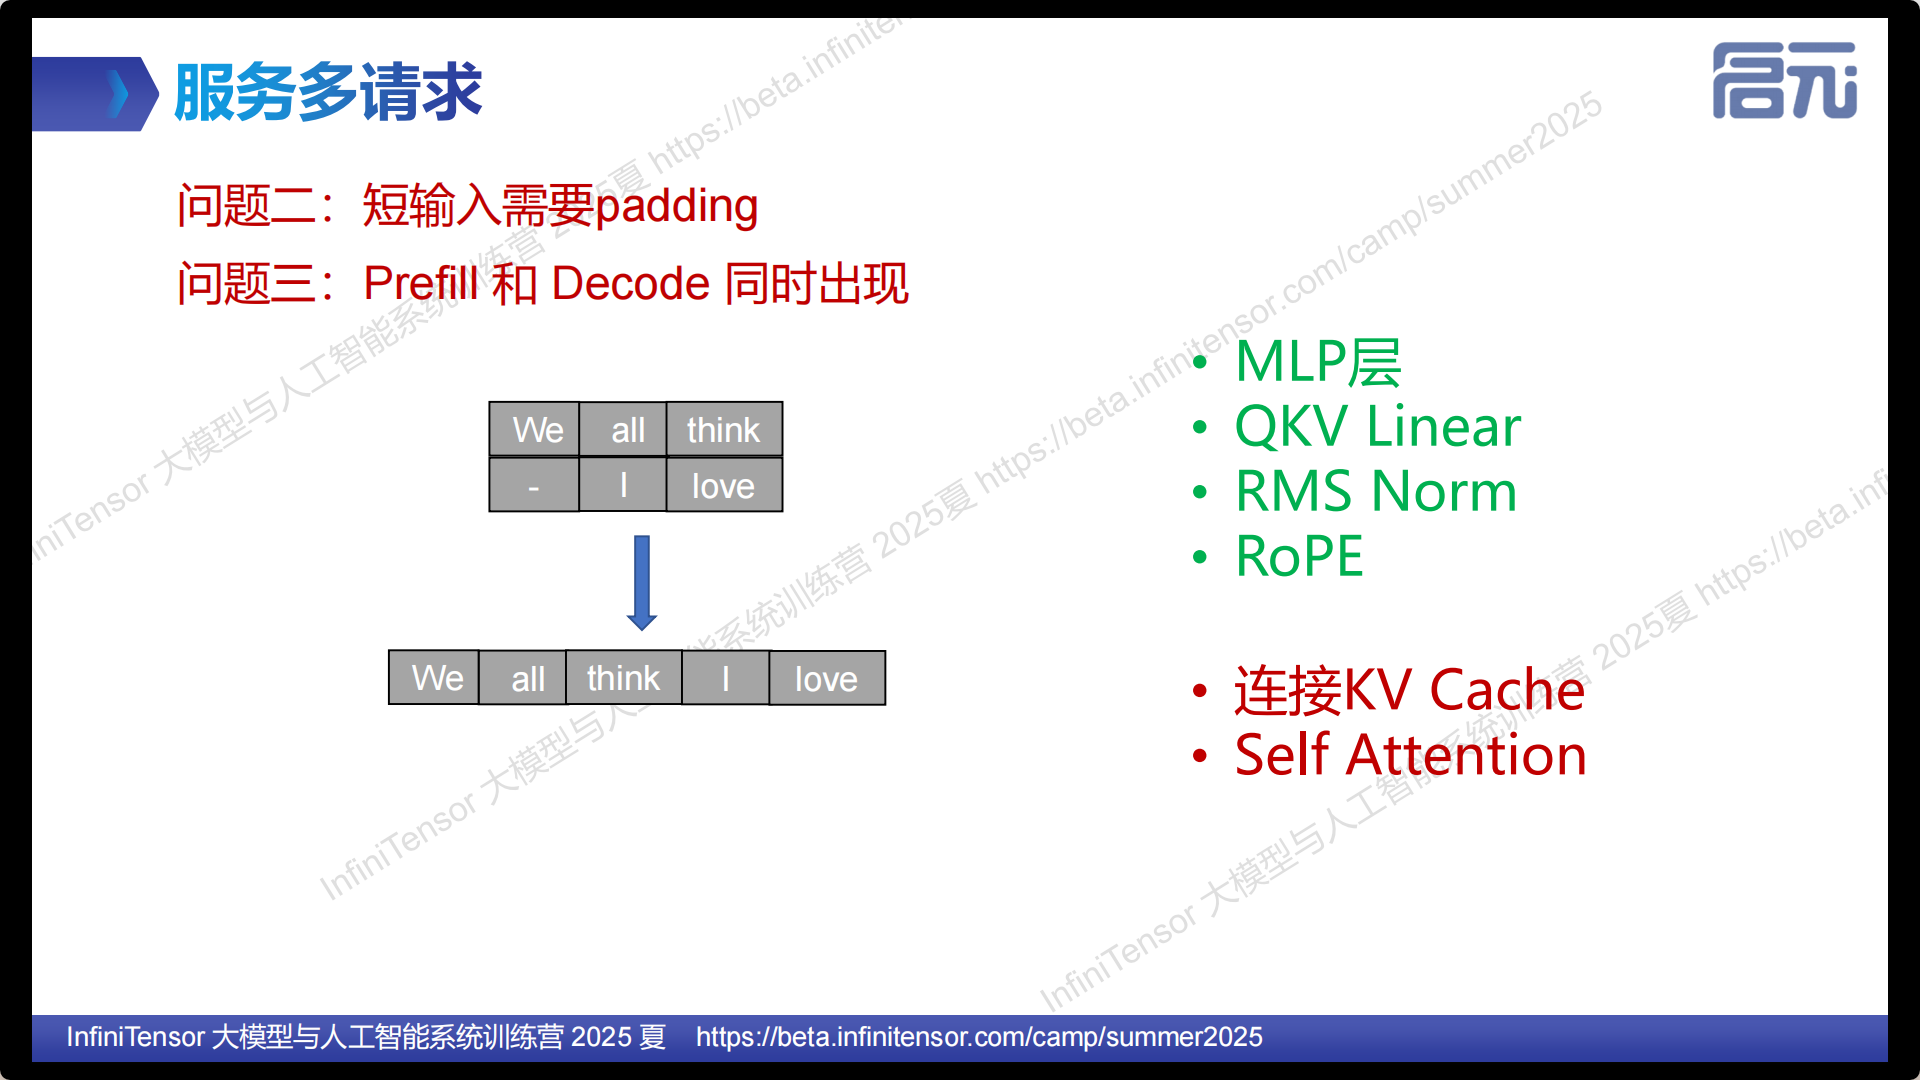 服务多请求
启元
问题二：短输入需要padding
问题三：Prefill 和 Decode 同时出现
We all think
- I love
We all think I love
• MLP层
• QKV Linear
• RMS Norm
• RoPE
• 连接KV Cache
• Self Attention
InfiniTensor 大模型与人工智能系统训练营 2025夏 https://beta.infinitensor.com/camp/summer2025
InfiniTensor 大模型与人工智能系统训练营 2025 夏 https://beta.infinitensor.com/camp/summer2025